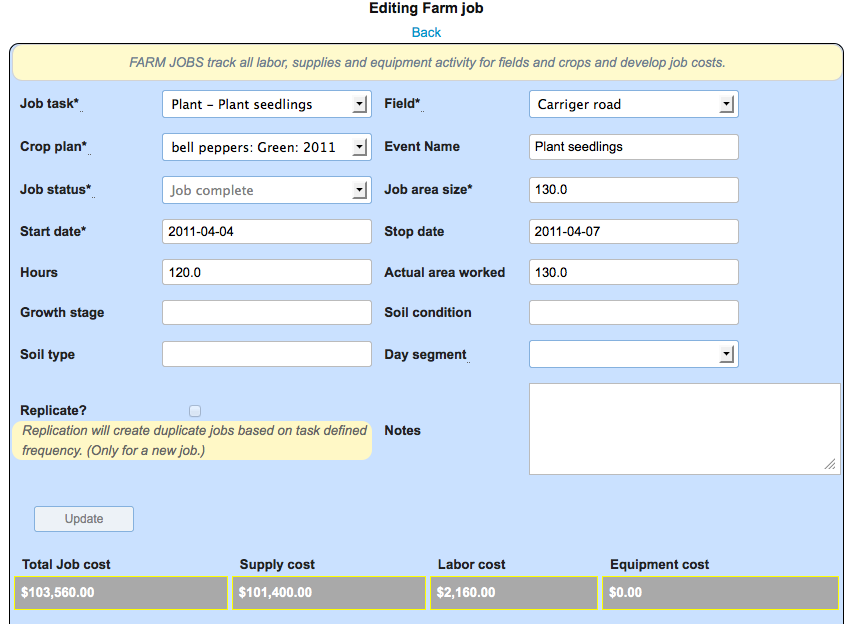 Editing Farm job
Back
FARM JOBS track all labor, supplies and equipment activity for fields and crops and develop job costs.
Job task* Plant – Plant seedlings Field* Carriger road
Crop plan* bell peppers: Green: 2011 Event Name Plant seedlings
Job status* Job complete Job area size* 130.0
Start date* 2011-04-04 Stop date 2011-04-07
Hours 120.0 Actual area worked 130.0
Growth stage Soil condition
Soil type Day segment
Replicate?
Replication will create duplicate jobs based on task defined
frequency. (Only for a new job.)
Notes
Update
Total Job cost Supply cost Labor cost Equipment cost
$103,560.00 $101,400.00 $2,160.00 $0.00